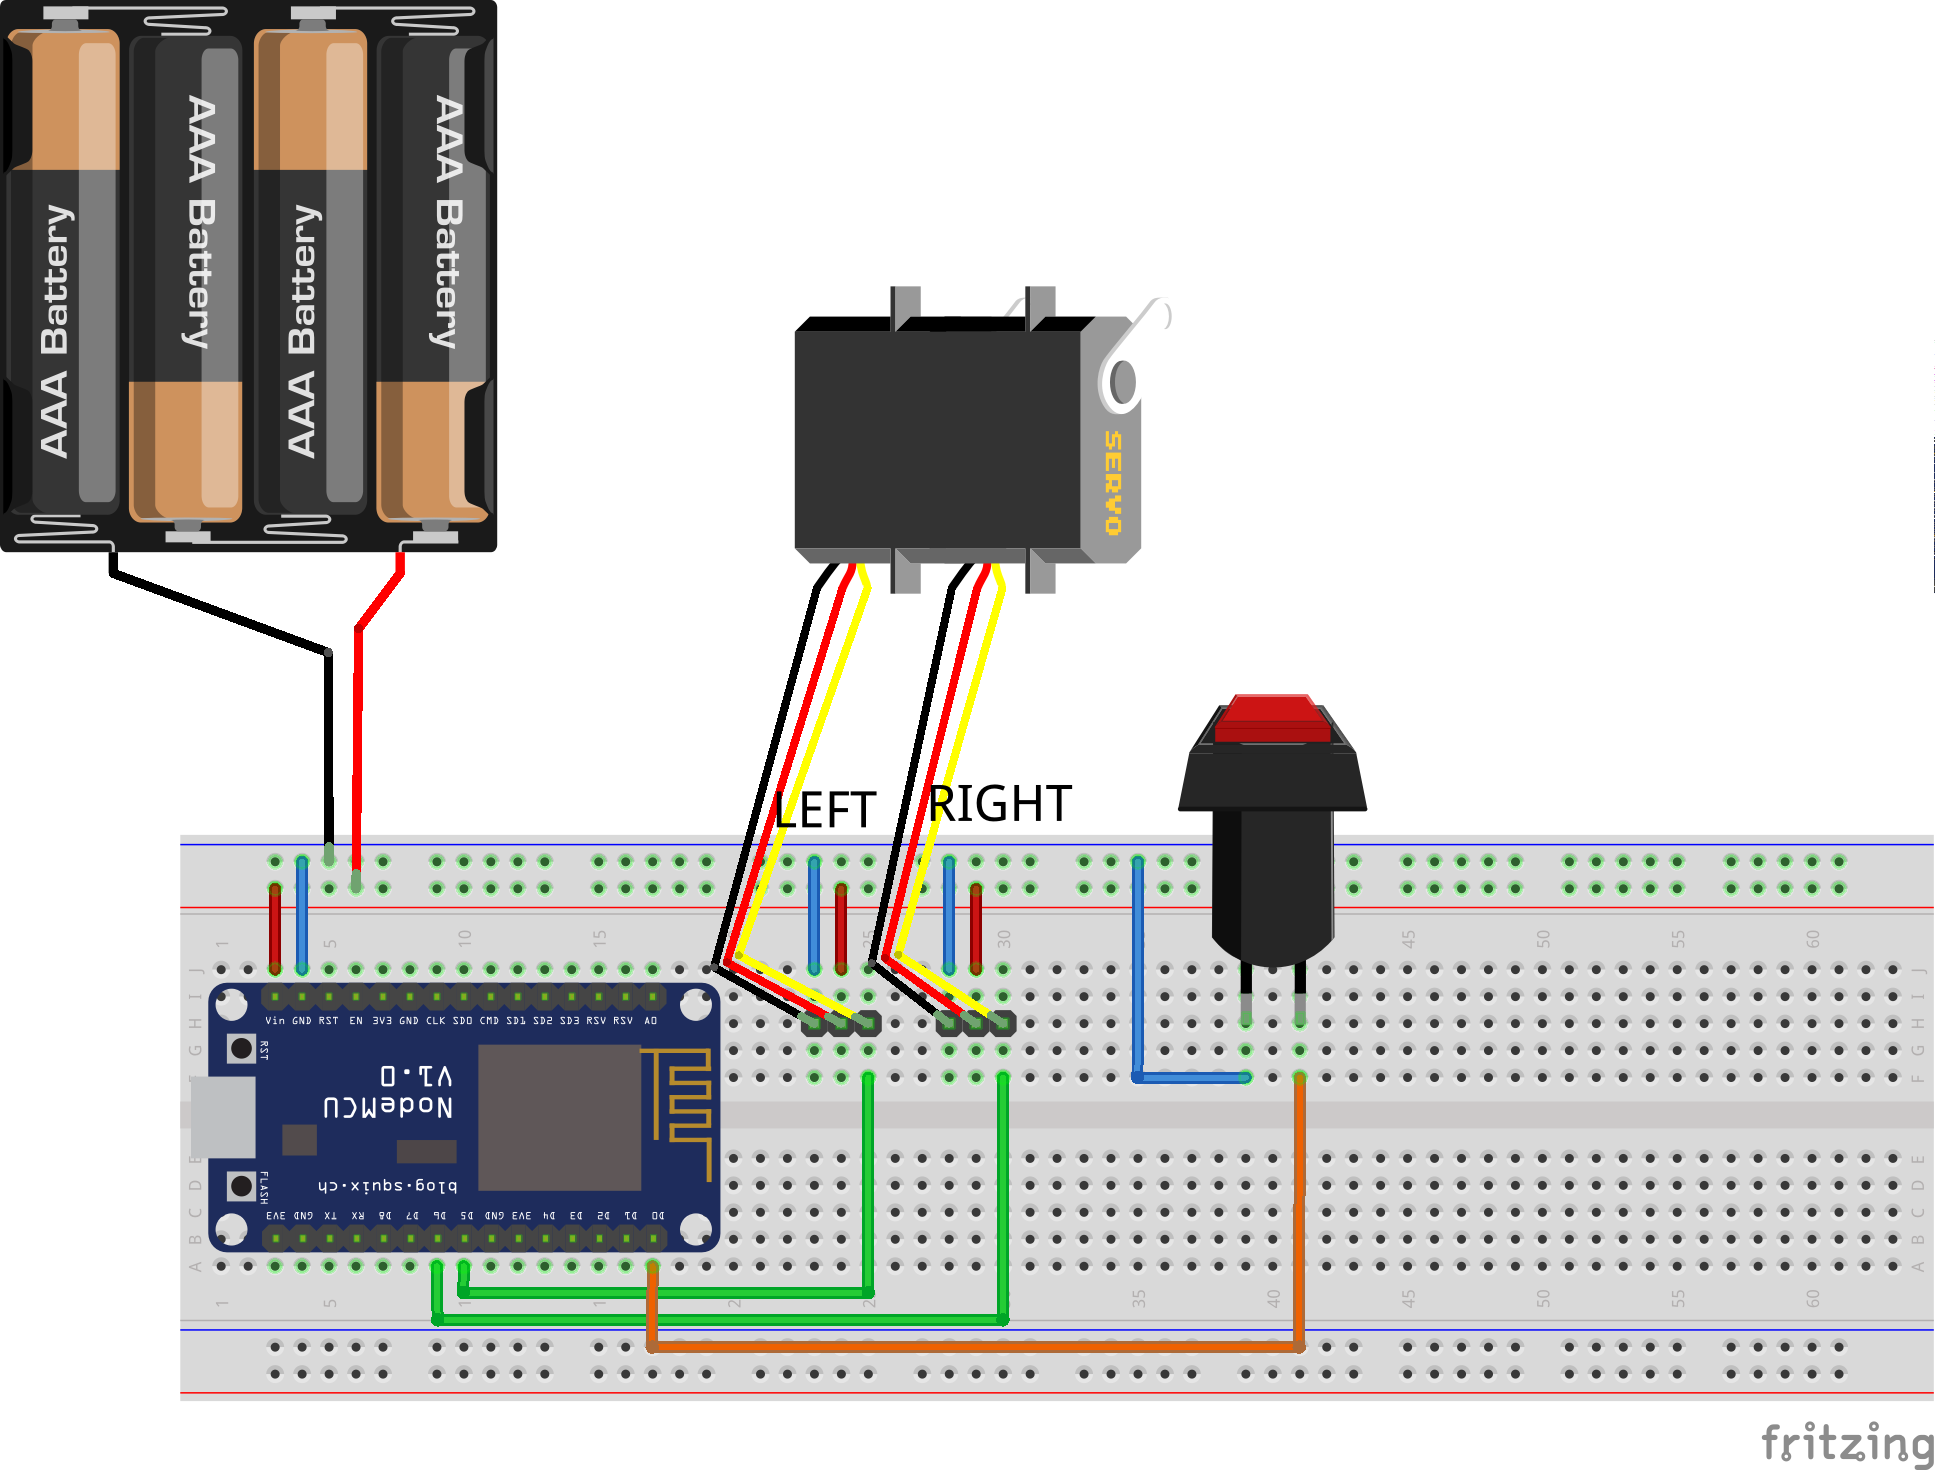 AAA Battery
AAA Battery
AAA Battery
AAA Battery
SERVO
LEFT
RIGHT
1 5 10 15 25 30 45 50 55 60
J
I
H
G
F
Vin GND RST EN 3V3 GND CLK SD0 CMD SD1 SD2 SD3 RSV RSV A0
RST
NodeMCU
V1.0
blog.squix.ch
FLASH
3V3 GND TX RX D8 D7 D6 D5 GND 3V3 D4 D3 D2 D1 D0
E
D
C
B
A
1 5 1 1 2 25 35 40 45 50 55 60
fritzing